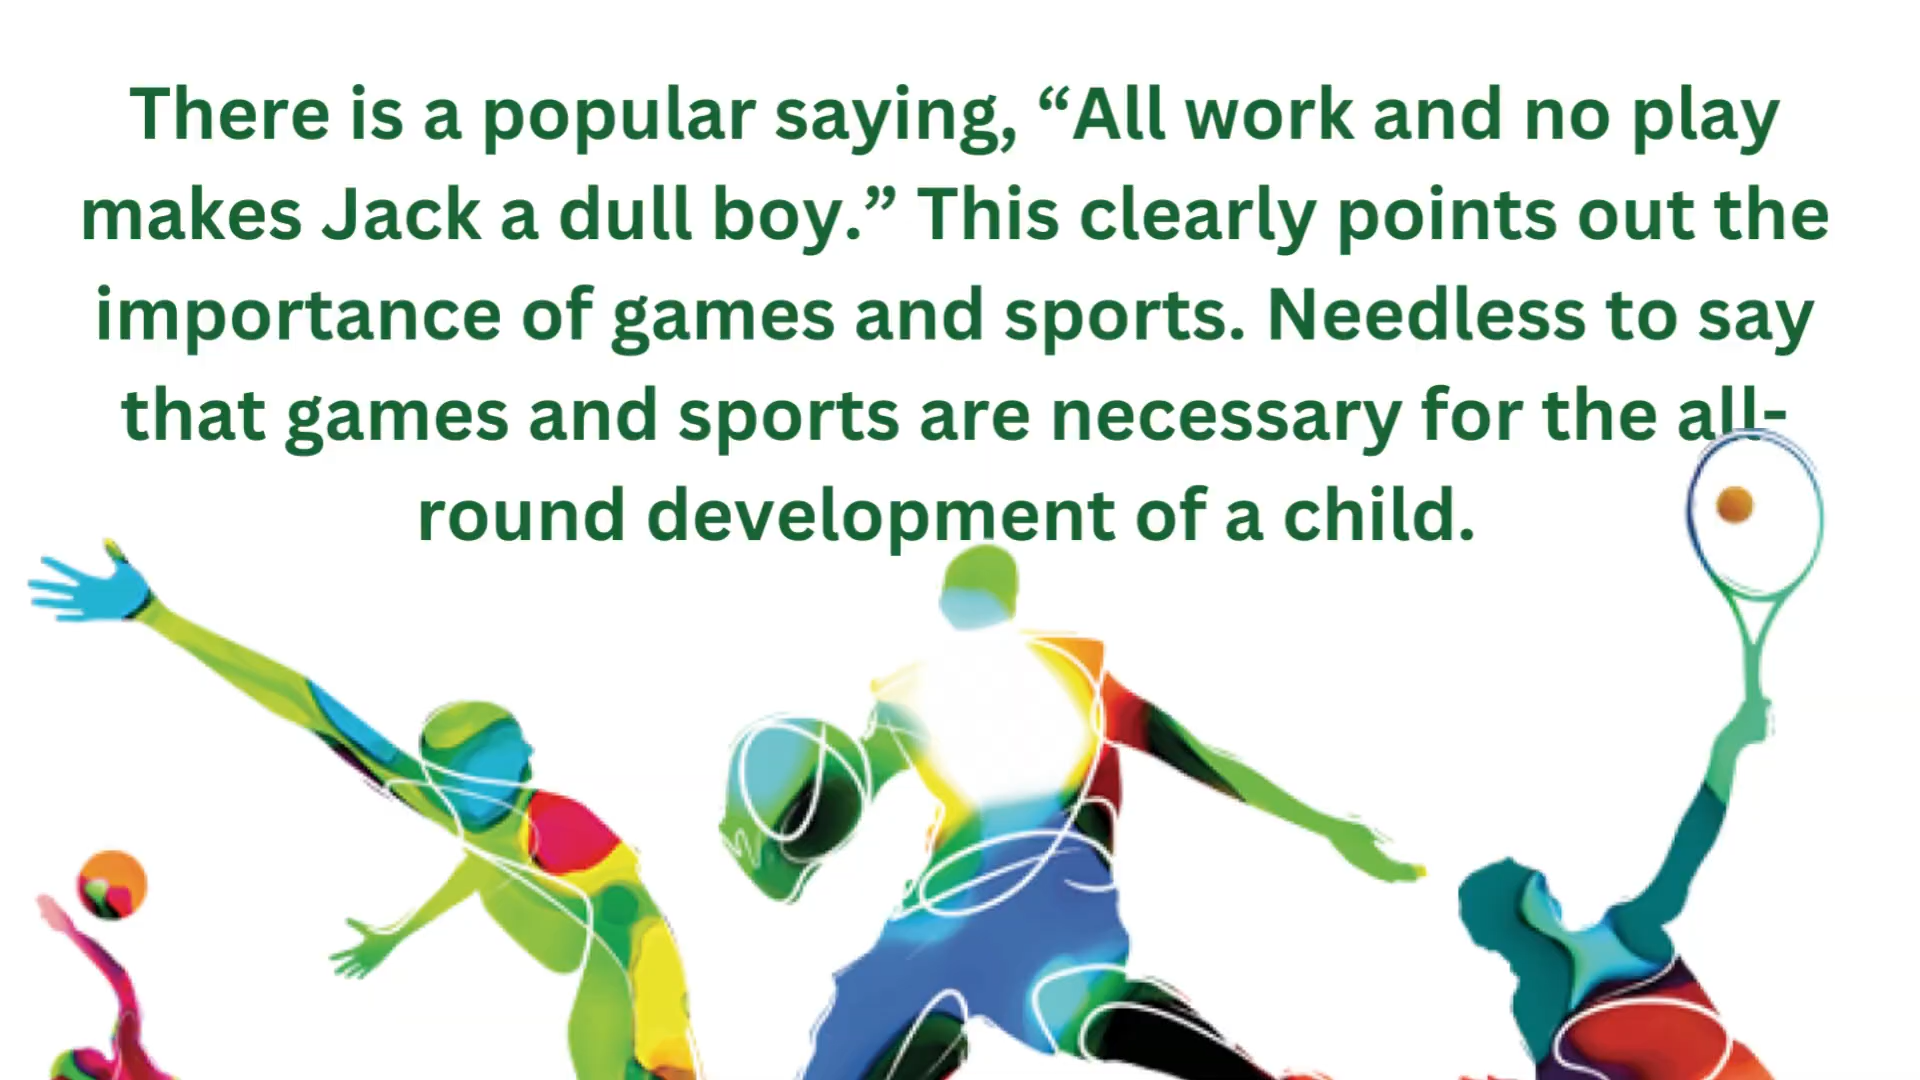 There is a popular saying, “All work and no play
makes Jack a dull boy.” This clearly points out the
importance of games and sports. Needless to say
that games and sports are necessary for the all-
round development of a child.